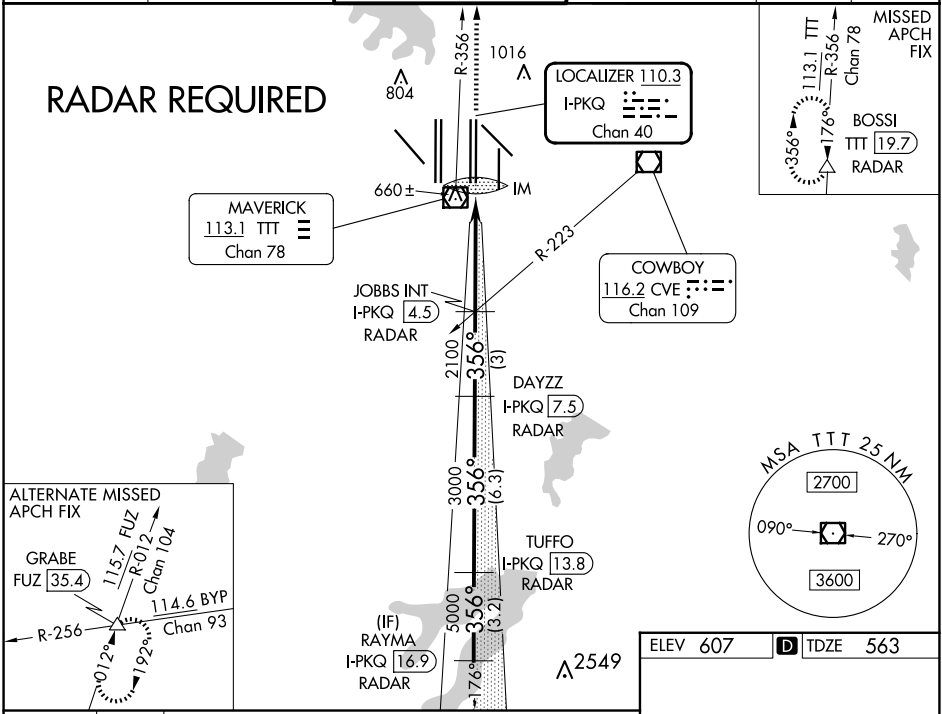 RADAR REQUIRED
804
R-356
1016
LOCALIZER 110.3
I-PKQ
Chan 40
MISSED
APCH
FIX
113.1 TTT
R-356
Chan 78
356°
176°
BOSSI
TTT 19.7
RADAR
660 ±
IM
MAVERICK
113.1 TTT
Chan 78
R-223
COWBOY
116.2 CVE
Chan 109
JOBBS INT
I-PKQ 4.5
RADAR
2100
356°
(3)
DAYZZ
I-PKQ 7.5
RADAR
3000
356°
(6.3)
TUFFO
I-PKQ 13.8
RADAR
5000
356°
(3.2)
(IF)
RAYMA
I-PKQ 16.9
RADAR
176°
2549
MSA TTT 25 NM
2700
090°
270°
3600
ALTERNATE MISSED
APCH FIX
115.7 FUZ
R-012
Chan 104
GRABE
FUZ 35.4
114.6 BYP
Chan 93
R-256
012°
192°
ELEV 607 D TDZE 563